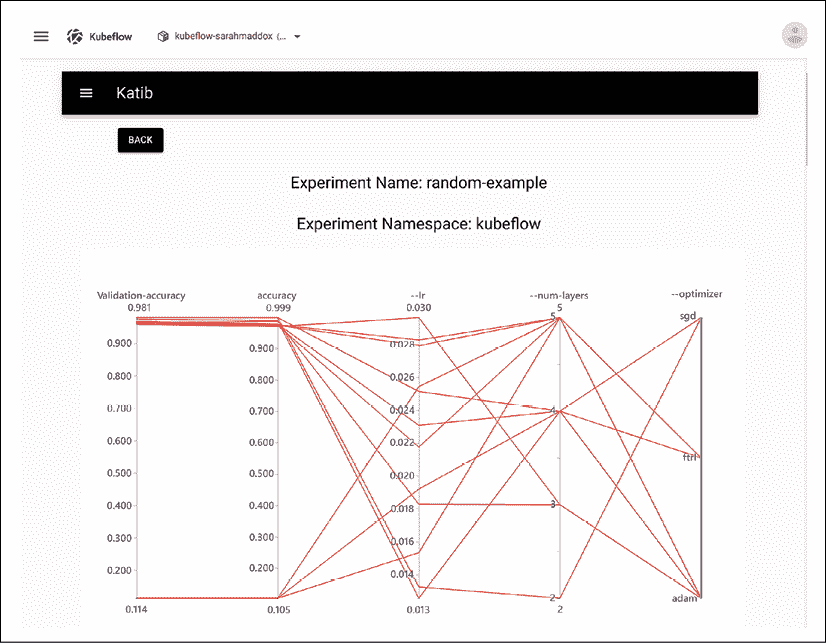 Kubeflow
kubeflow-sarahmaddox (...
Katib
BACK
Experiment Name: random-example
Experiment Namespace: kubeflow
Validation-accuracy
accuracy
--lr
--num-layers
--optimizer
0.981
0.999
0.030
5
5
sgd
0.900
0.800
0.700
0.600
0.500
0.400
0.300
0.200
0.114
0.900
0.800
0.700
0.600
0.500
0.400
0.300
0.200
0.105
0.028
0.026
0.024
0.022
0.020
0.018
0.016
0.014
0.013
4
3
2
2
ftrl
adam